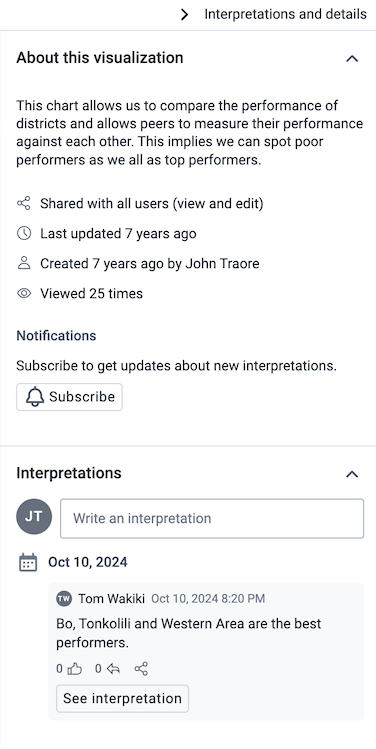 Interpretations and details
About this visualization
This chart allows us to compare the performance of
districts and allows peers to measure their performance
against each other. This implies we can spot poor
performers as we all as top performers.
Shared with all users (view and edit)
Last updated 7 years ago
Created 7 years ago by John Traore
Viewed 25 times
Notifications
Subscribe to get updates about new interpretations.
Subscribe
Interpretations
JT
Write an interpretation
Oct 10, 2024
TW Tom Wakiki Oct 10, 2024 8:20 PM
Bo, Tonkolili and Western Area are the best
performers.
0 0
See interpretation